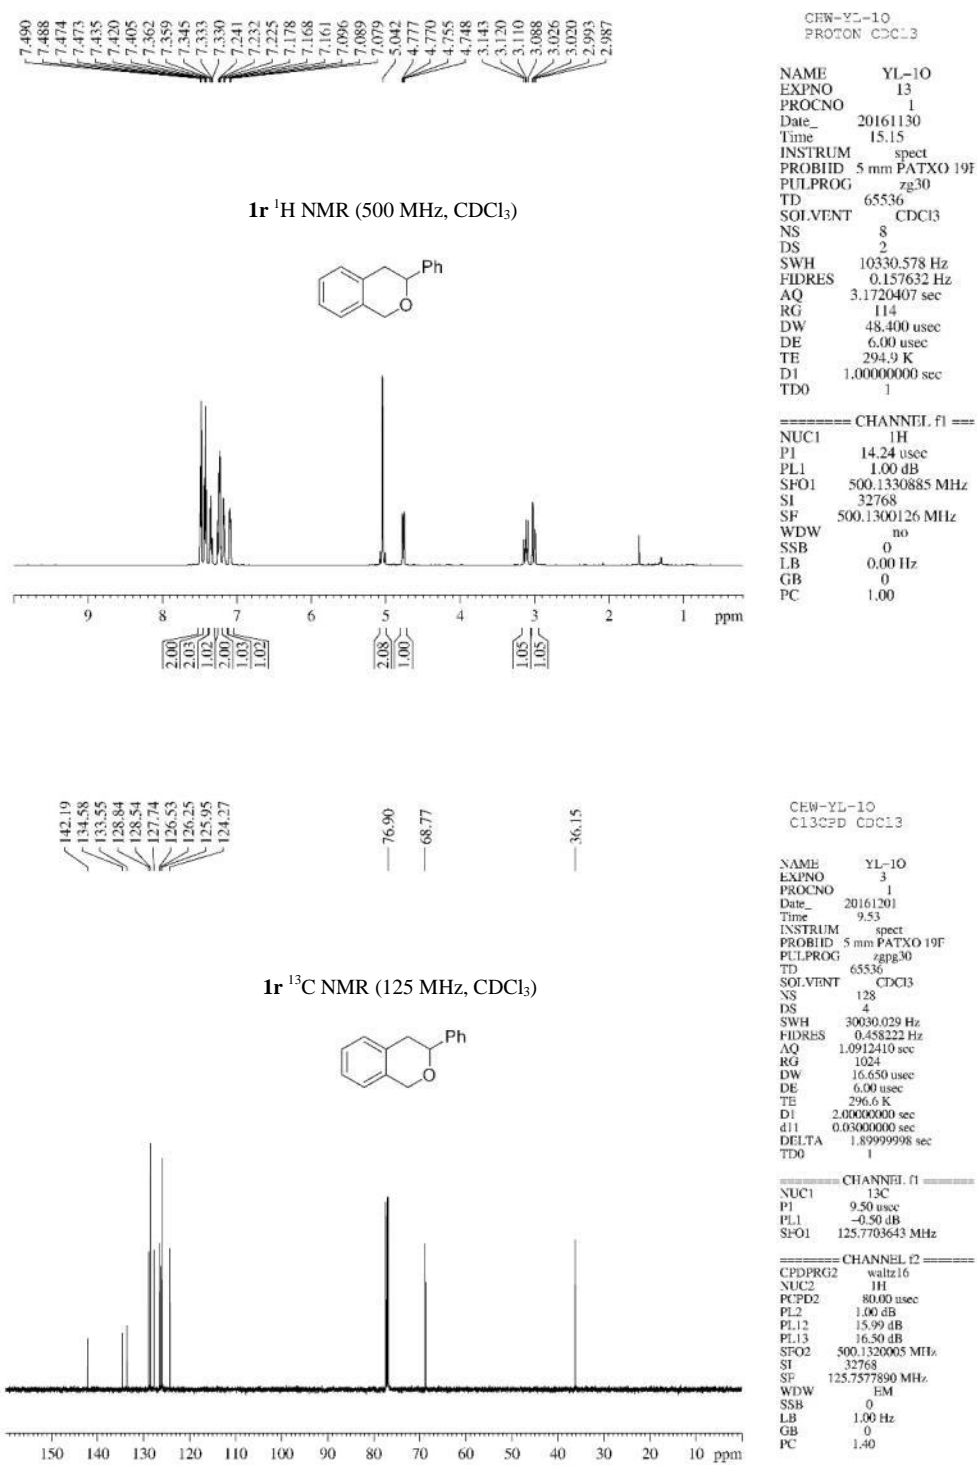 7.490
7.488
7.474
7.473
7.435
7.420
7.405
7.362
7.359
7.345
7.333
7.330
7.241
7.232
7.225
7.178
7.168
7.161
7.096
7.089
7.079
5.042
4.777
4.770
4.755
4.748
3.143
3.120
3.110
3.088
3.026
3.020
2.993
2.987
CHW-YL-10
PROTON CDCL3
NAME YL-10
EXPNO 13
PROCNO 1
Date_ 20161130
Time 15.15
INSTRUM spect
PROBHD 5 mm PATXO 19F
PULPROG zg30
TD 65536
SOLVENT CDCl3
NS 8
DS 2
SWH 10330.578 Hz
FIDRES 0.157632 Hz
AQ 3.1720407 sec
RG 114
DW 48.400 usec
DE 6.00 usec
TE 294.9 K
D1 1.00000000 sec
TD0 1
======== CHANNEL f1 ===
NUC1 1H
P1 14.24 usec
PL1 1.00 dB
SFO1 500.1330885 MHz
SI 32768
SF 500.1300126 MHz
WDW no
SSB 0
LB 0.00 Hz
GB 0
PC 1.00
1r ¹H NMR (500 MHz, CDCl₃)
Ph
O
9 8 7 6 5 4 3 2 1 ppm
2.00
2.03
1.02
2.00
1.03
1.02
2.08
1.00
1.05
1.05
142.19
134.58
133.55
128.84
128.54
127.74
126.53
126.25
125.95
124.27
76.90
68.77
36.15
CHW-YL-10
C13CPD CDC13
NAME YL-10
EXPNO 3
PROCNO 1
Date_ 20161201
Time 9.53
INSTRUM spect
PROBHD 5 mm PATXO 19F
PULPROG zgpg30
TD 65536
SOLVENT CDCl3
NS 128
DS 4
SWH 30030.029 Hz
FIDRES 0.458222 Hz
AQ 1.0912410 sec
RG 1024
DW 16.650 usec
DE 6.00 usec
TE 296.6 K
D1 2.00000000 sec
d11 0.03000000 sec
DELTA 1.89999998 sec
TD0 1
======== CHANNEL f1 =======
NUC1 13C
P1 9.50 usec
PL1 -0.50 dB
SFO1 125.7703643 MHz
======== CHANNEL f2 =======
CPDPRG2 waltz16
NUC2 1H
PCPD2 80.00 usec
PL2 1.00 dB
PL12 15.99 dB
PL13 16.50 dB
SFO2 500.1320005 MHz
SI 32768
SF 125.7577890 MHz
WDW EM
SSB 0
LB 1.00 Hz
GB 0
PC 1.40
1r ¹³C NMR (125 MHz, CDCl₃)
Ph
O
150 140 130 120 110 100 90 80 70 60 50 40 30 20 10 ppm